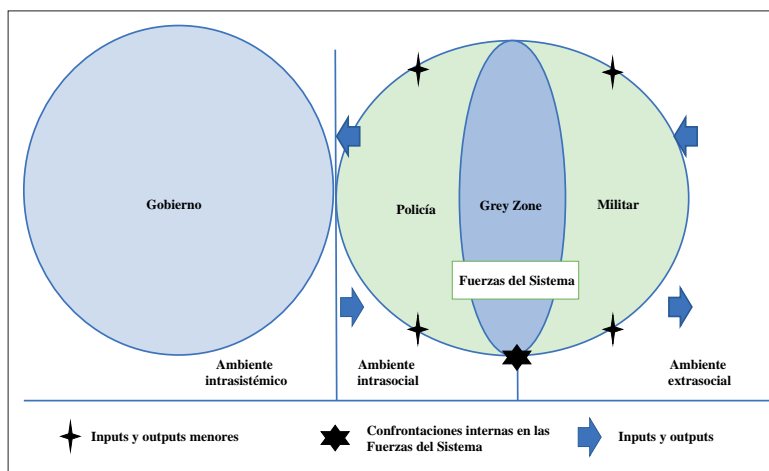 Gobierno
Policía
Grey Zone
Militar
Fuerzas del Sistema
Ambiente
intrasistémico
Ambiente
intrasocial
Ambiente
extrasocial
Inputs y outputs menores
Confrontaciones internas en las
Fuerzas del Sistema
Inputs y outputs